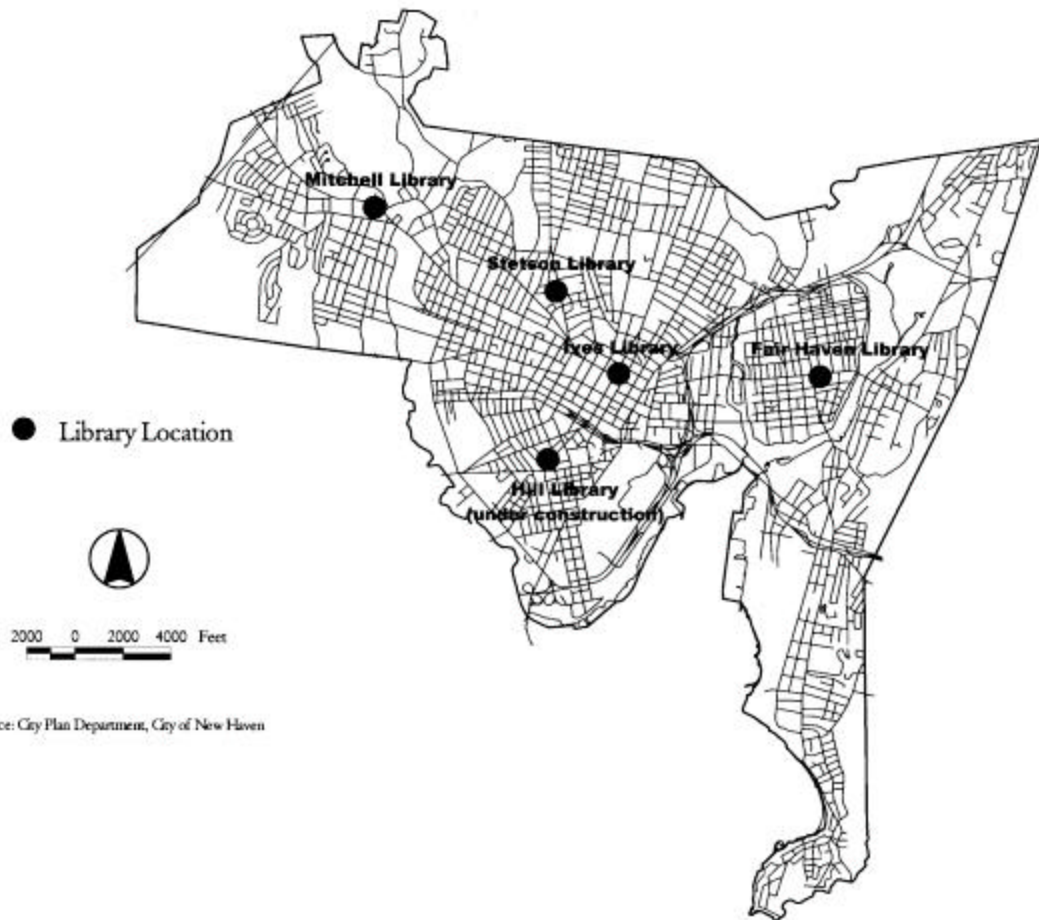 Mitchell Library
Stetson Library
Ives Library
Fair Haven Library
Library Location
Hill Library
(under construction)
2000 0 2000 4000 Feet
ce: City Plan Department, City of New Haven